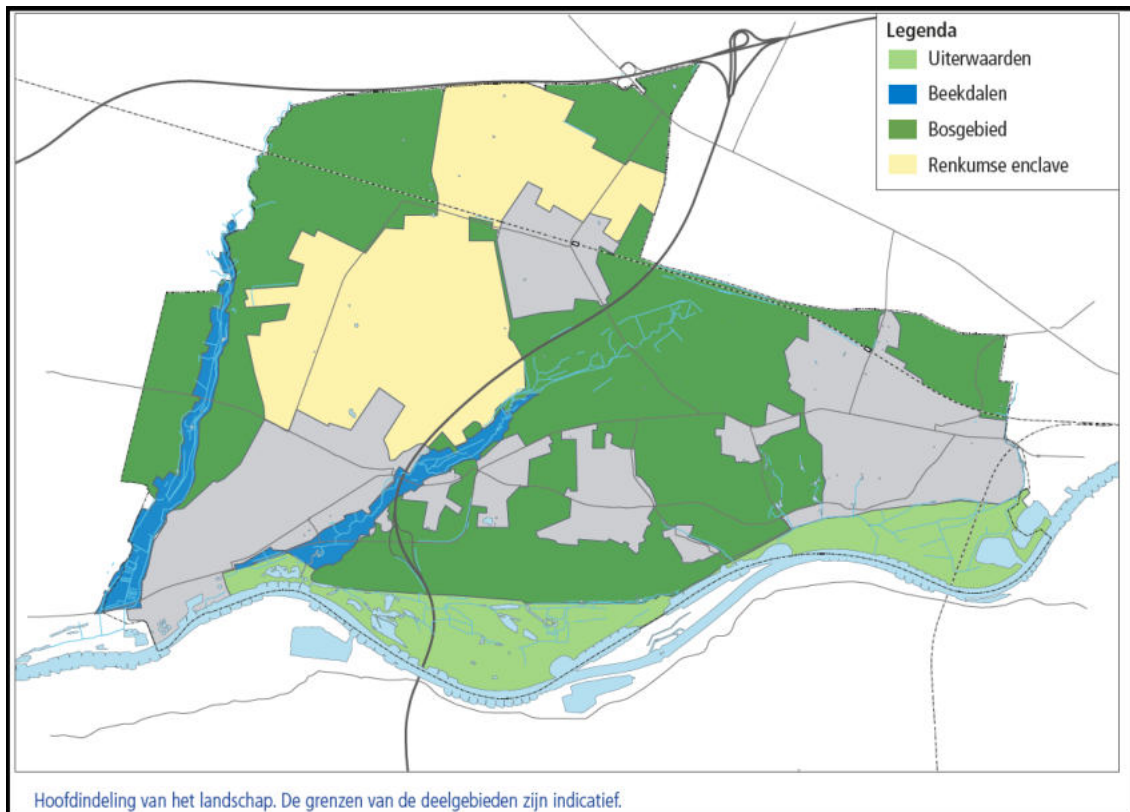 Legenda
Uiterwaarden
Beekdalen
Bosgebied
Renkumse enclave
Hoofdindeling van het landschap. De grenzen van de deelgebieden zijn indicatief.